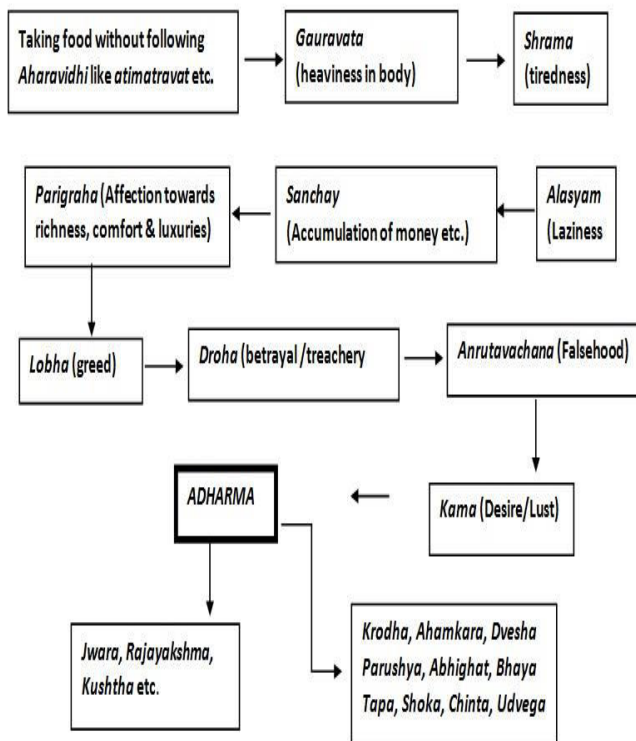 Taking food without following
Aharavidhi like atimatravat etc.
Gauravata
(heaviness in body)
Shrama
(tiredness)
Parigraha (Affection towards
richness, comfort & luxuries)
Sanchay
(Accumulation of money etc.)
Alasyam
(Laziness
Lobha (greed)
Droha (betrayal /treachery
Anrutavachana (Falsehood)
ADHARMA
Kama (Desire/Lust)
Jwara, Rajayakshma,
Kushtha etc.
Krodha, Ahamkara, Dvesha
Parushya, Abhighat, Bhaya
Tapa, Shoka, Chinta, Udvega